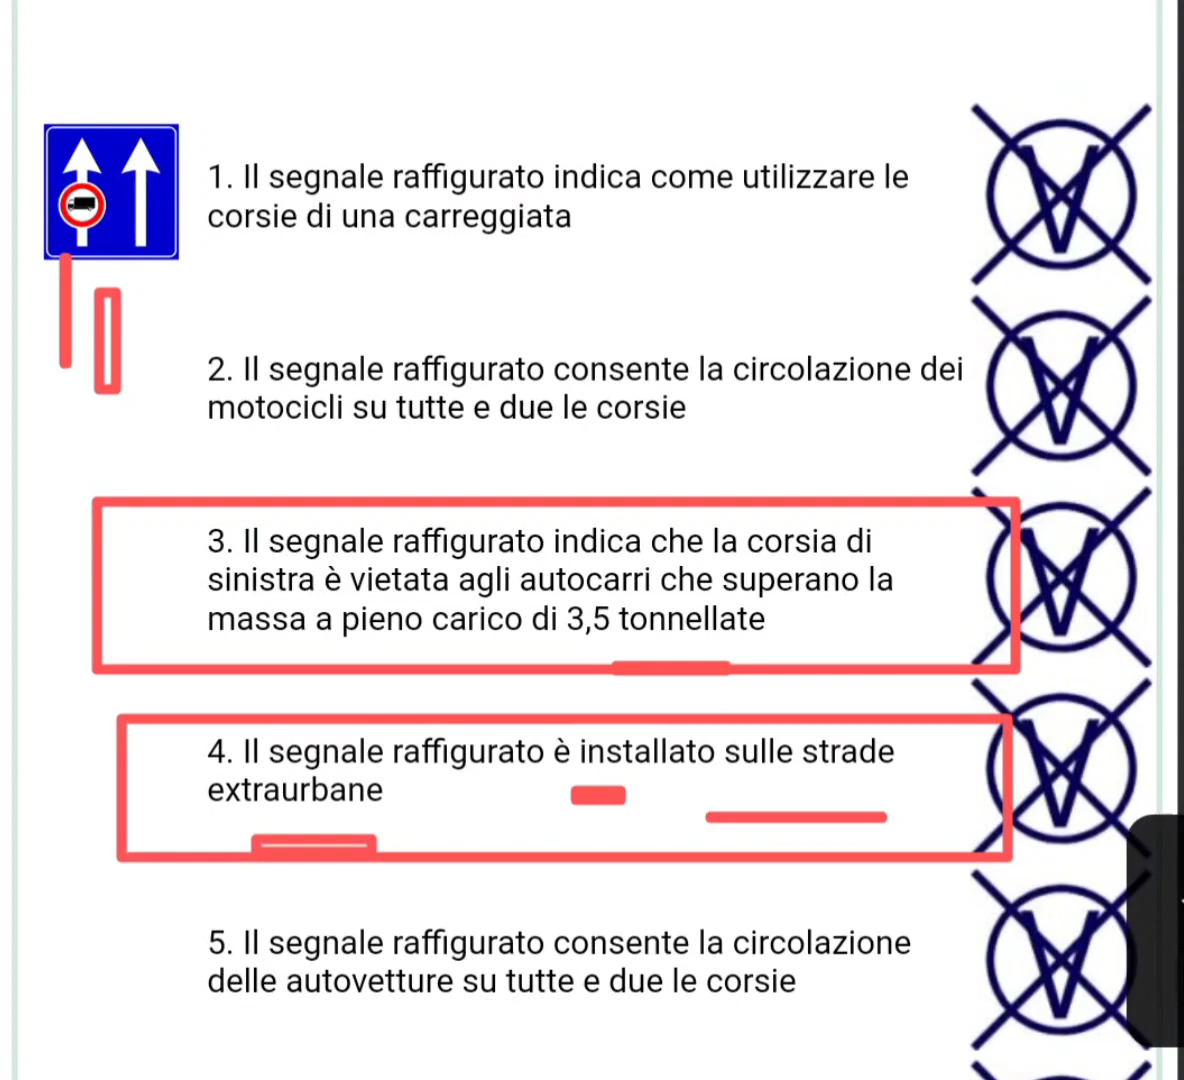 1. Il segnale raffigurato indica come utilizzare le
corsie di una carreggiata
V
2. Il segnale raffigurato consente la circolazione dei
motocicli su tutte e due le corsie
V
3. Il segnale raffigurato indica che la corsia di
sinistra è vietata agli autocarri che superano la
massa a pieno carico di 3,5 tonnellate
V
4. Il segnale raffigurato è installato sulle strade
extraurbane
V
5. Il segnale raffigurato consente la circolazione
delle autovetture su tutte e due le corsie
V